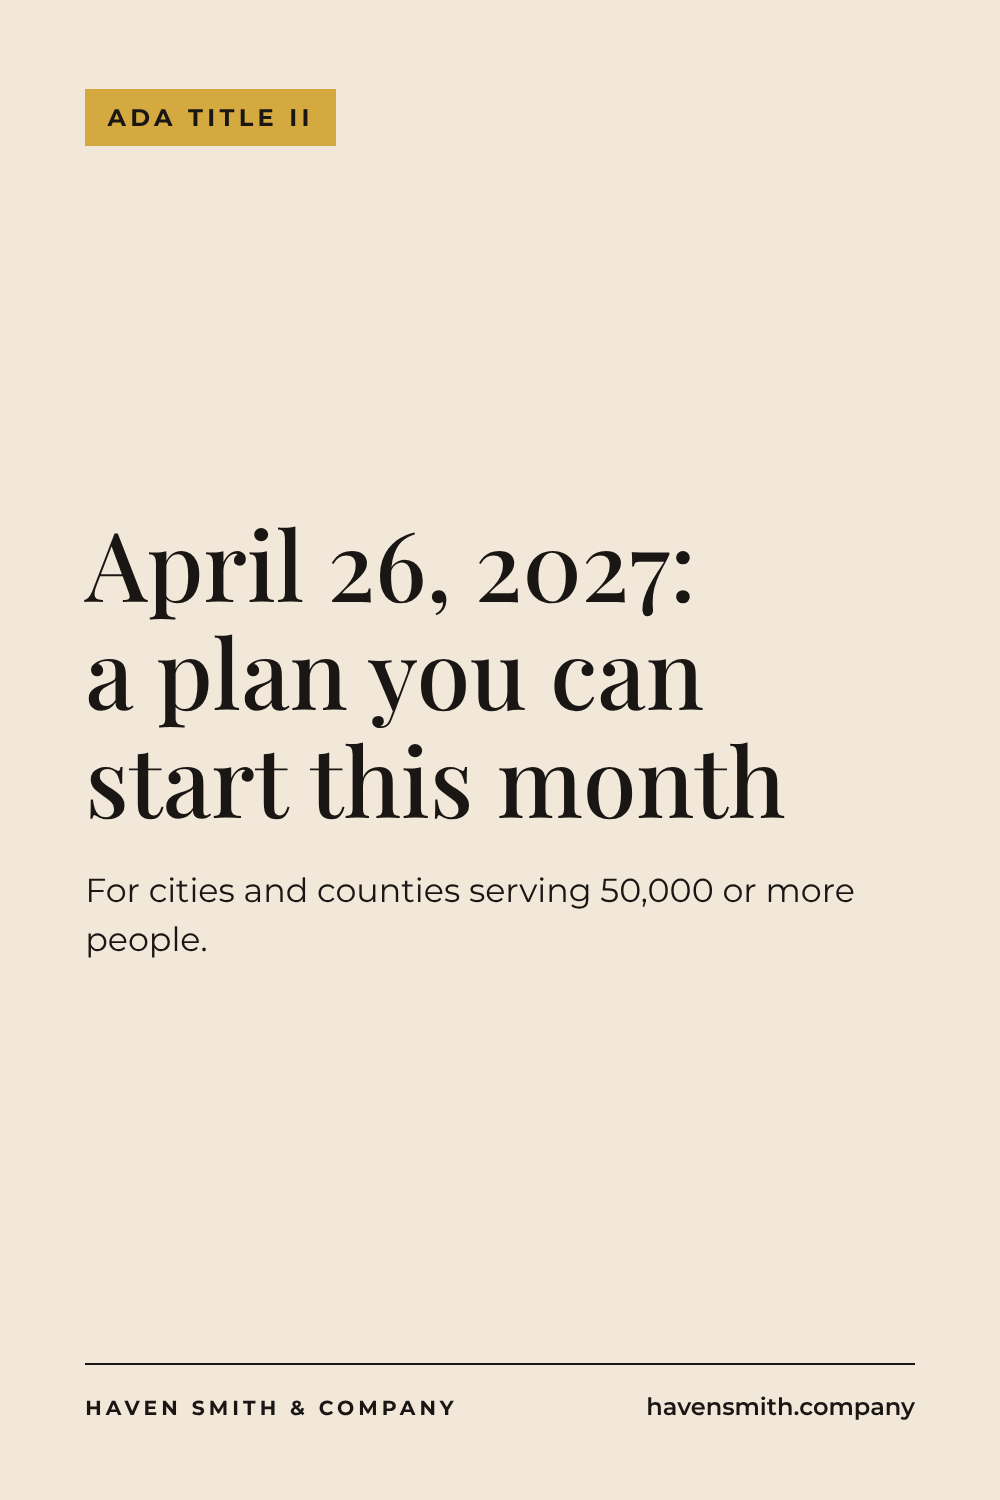 ADA TITLE II
April 26, 2027:
a plan you can
start this month
For cities and counties serving 50,000 or more
people.
HAVEN SMITH & COMPANY
havensmith.company